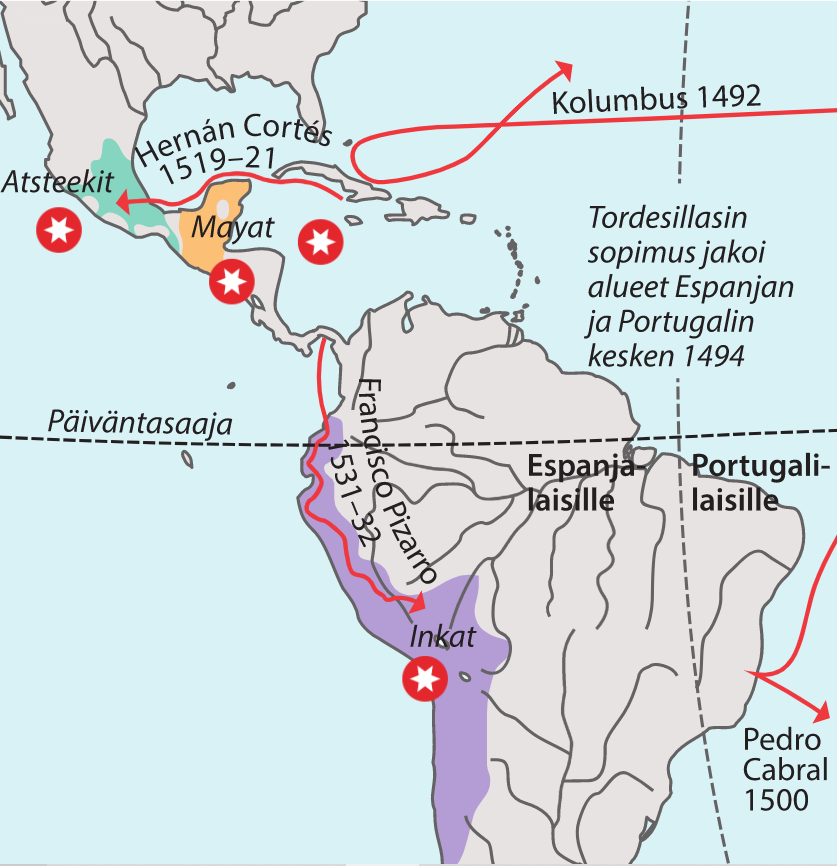 Kolumbus 1492
Hernán Cortés
1519–21
Atsteekit
Mayat
Tordesillasin
sopimus jakoi
alueet Espanjan
ja Portugalin
kesken 1494
Päiväntasaaja
Francisco Pizarro
1531–32
Espanja-
laisille
Portugali-
laisille
Inkat
Pedro
Cabral
1500